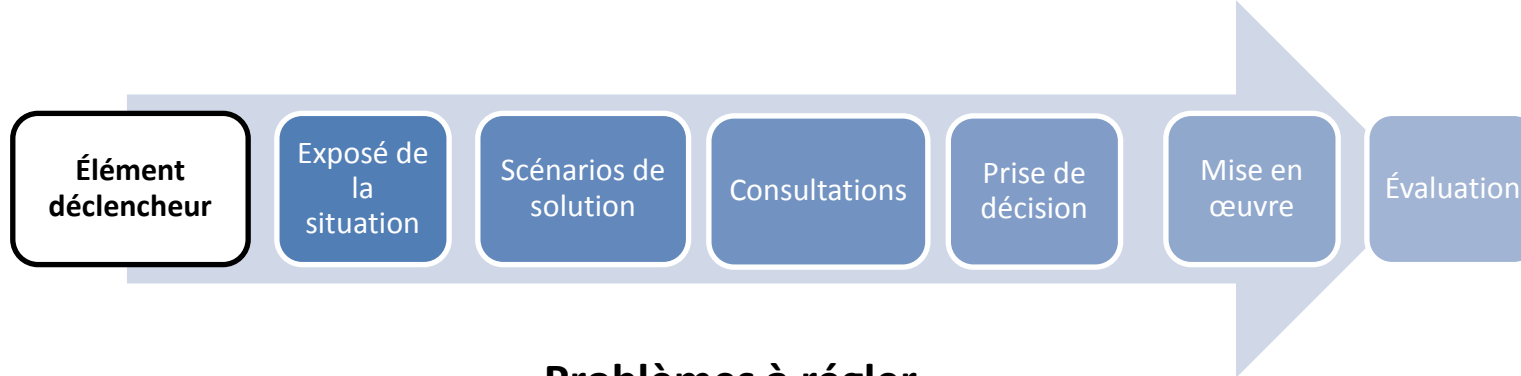 Élément
déclencheur
Exposé de
la
situation
Scénarios de
solution
Consultations
Prise de
décision
Mise en
œuvre
Évaluation
Problèmes à régler